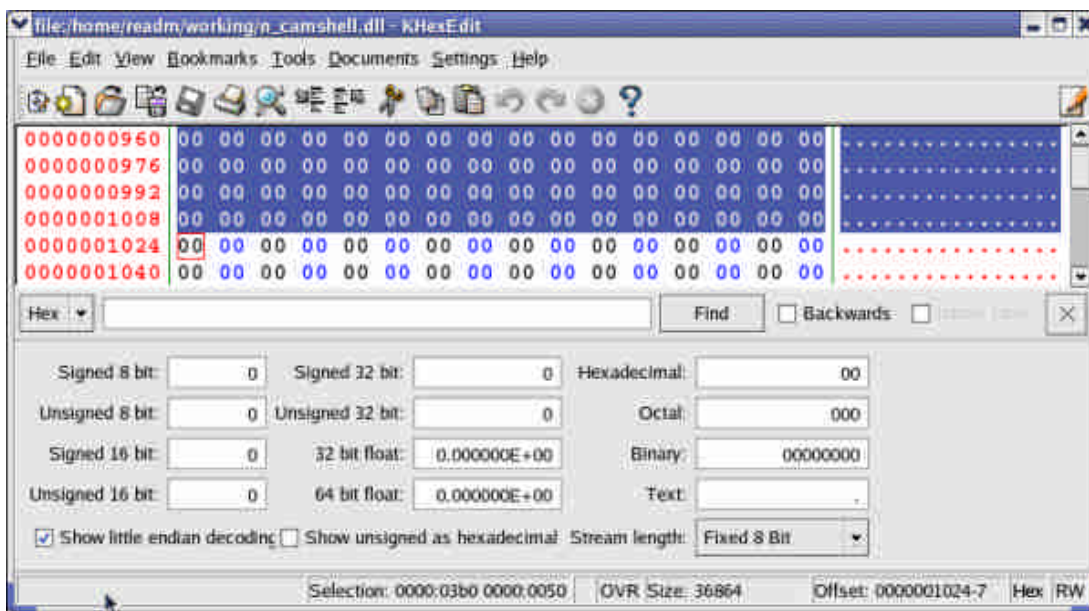 file:/home/readm/working/n_camshell.dll - KHexEdit
File Edit View Bookmarks Tools Documents Settings Help
0000000960 00 00 00 00 00 00 00 00 00 00 00 00 00 00 00 00 ................
0000000976 00 00 00 00 00 00 00 00 00 00 00 00 00 00 00 00 ................
0000000992 00 00 00 00 00 00 00 00 00 00 00 00 00 00 00 00 ................
0000001008 00 00 00 00 00 00 00 00 00 00 00 00 00 00 00 00 ................
0000001024 00 00 00 00 00 00 00 00 00 00 00 00 00 00 00 00 ................
0000001040 00 00 00 00 00 00 00 00 00 00 00 00 00 00 00 00 ................
Hex Find Backwards
Signed 8 bit: 0 Signed 32 bit: 0 Hexadecimal: 00
Unsigned 8 bit: 0 Unsigned 32 bit: 0 Octal: 000
Signed 16 bit: 0 32 bit float: 0.000000E+00 Binary: 00000000
Unsigned 16 bit: 0 64 bit float: 0.000000E+00 Text: .
Show little endian decoding Show unsigned as hexadecimal Stream length: Fixed 8 Bit
Selection: 0000:03b0 0000:0050 OVR Size: 36864 Offset: 0000001024-7 Hex RW